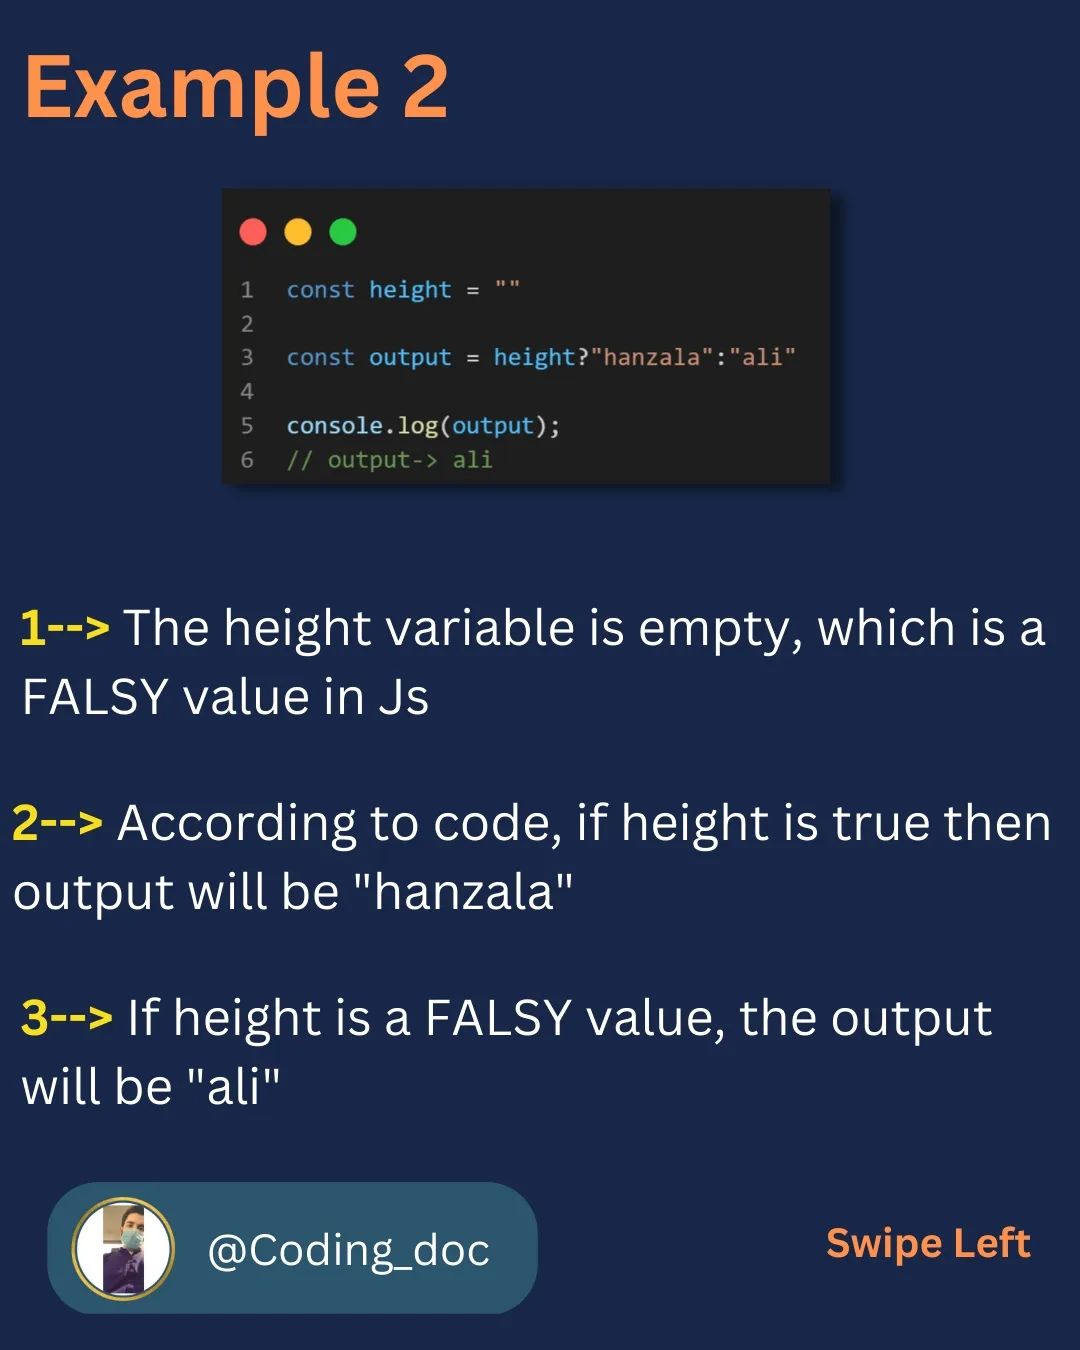 Example 2
1 const height = ""
2
3 const output = height?"hanzala":"ali"
4
5 console.log(output);
6 // output-> ali
1--> The height variable is empty, which is a
FALSY value in Js
2--> According to code, if height is true then
output will be "hanzala"
3--> If height is a FALSY value, the output
will be "ali"
@Coding_doc
Swipe Left